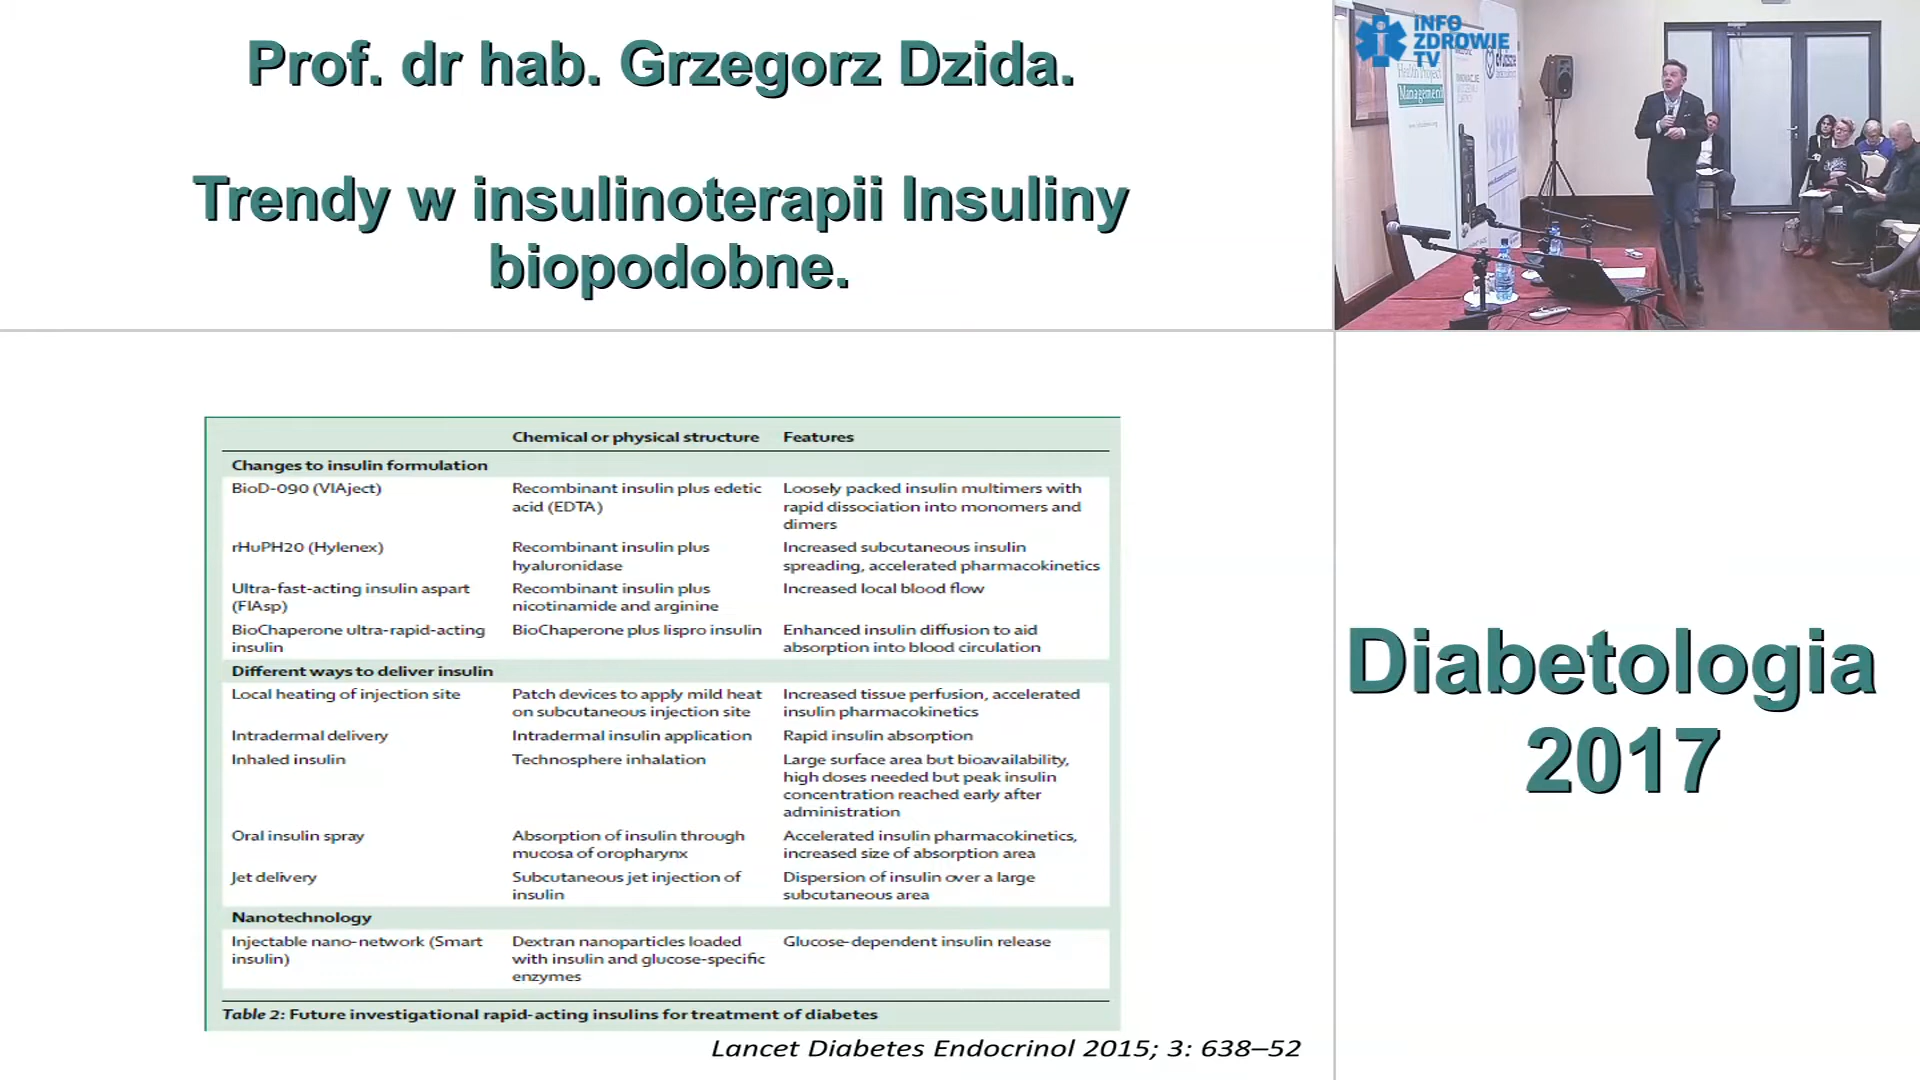 Prof. dr hab. Grzegorz Dzida.
Trendy w insulinoterapii Insuliny
biopodobne.
INFO
ZDROWIE
TV
Health Project
Management
Chemical or physical structure Features
Changes to insulin formulation
BioD-090 (VIAject) Recombinant insulin plus edetic Loosely packed insulin multimers with
acid (EDTA) rapid dissociation into monomers and
dimers
rHuPH20 (Hylenex) Recombinant insulin plus Increased subcutaneous insulin
hyaluronidase spreading, accelerated pharmacokinetics
Ultra-fast-acting insulin aspart Recombinant insulin plus Increased local blood flow
(FIAsp) nicotinamide and arginine
BioChaperone ultra-rapid-acting BioChaperone plus lispro insulin Enhanced insulin diffusion to aid
insulin absorption into blood circulation
Different ways to deliver insulin
Local heating of injection site Patch devices to apply mild heat Increased tissue perfusion, accelerated
on subcutaneous injection site insulin pharmacokinetics
Intradermal delivery Intradermal insulin application Rapid insulin absorption
Inhaled insulin Technosphere inhalation Large surface area but bioavailability,
high doses needed but peak insulin
concentration reached early after
administration
Oral insulin spray Absorption of insulin through Accelerated insulin pharmacokinetics,
mucosa of oropharynx increased size of absorption area
Jet delivery Subcutaneous jet injection of Dispersion of insulin over a large
insulin subcutaneous area
Nanotechnology
Injectable nano-network (Smart Dextran nanoparticles loaded Glucose-dependent insulin release
insulin) with insulin and glucose-specific
enzymes
Table 2: Future investigational rapid-acting insulins for treatment of diabetes
Lancet Diabetes Endocrinol 2015; 3: 638–52
Diabetologia
2017